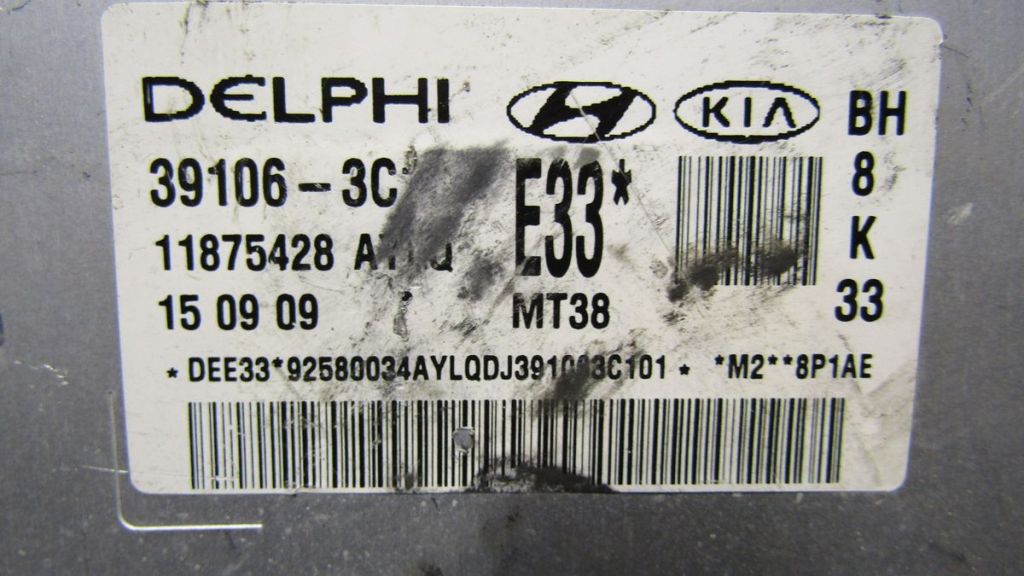 DELPHI KIA BH
39106-3C E33* 8
11875428 K
15 09 09 MT38 33
*DEE33*92580034AYLQDJ391 3C101* *M2**8P1AE